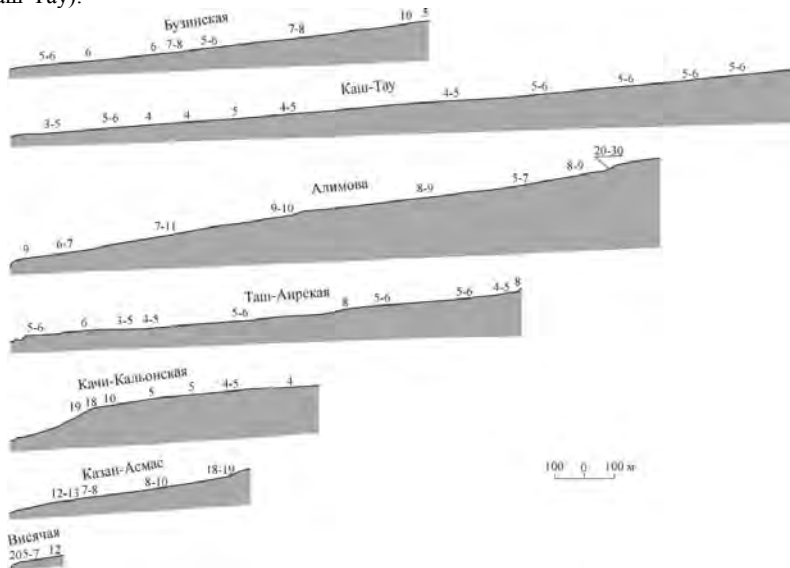 Бузинская
5-6 6 6 7-8 5-6 7-8 10 5
Каш-Тау
3-5 5-6 4 4 5 4-5 4-5 5-6 5-6 5-6 5-6
Алимова
9 6-7 7-11 9-10 8-9 5-7 8-9 20-30
Таш-Аирская
5-6 6 3-5 4-5 5-6 8 5-6 5-6 4-5 8
Качи-Кальонская
19 18 10 5 5 4-5 4
Казан-Асмас
12-13 7-8 8-10 18-19
100 0 100 м
Висячая
20 5-7 12